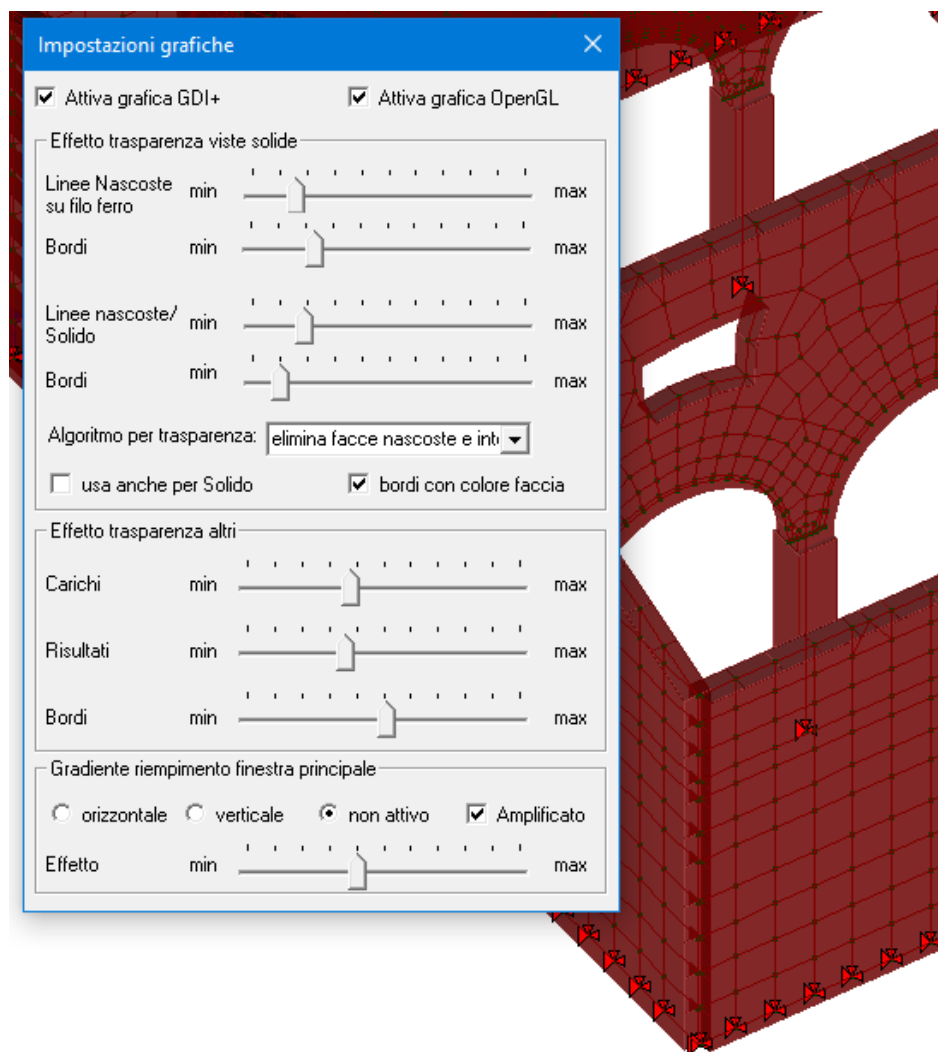 Impostazioni grafiche
Attiva grafica GDI+ Attiva grafica OpenGL
Effetto trasparenza viste solide
Linee Nascoste
su filo ferro
min max
Bordi min max
Linee nascoste/
Solido
min max
Bordi min max
Algoritmo per trasparenza: elimina facce nascoste e
usa anche per Solido bordi con colore faccia
Effetto trasparenza altri
Carichi min max
Risultati min max
Bordi min max
Gradiente riempimento finestra principale
orizzontale verticale non attivo Amplificato
Effetto min max